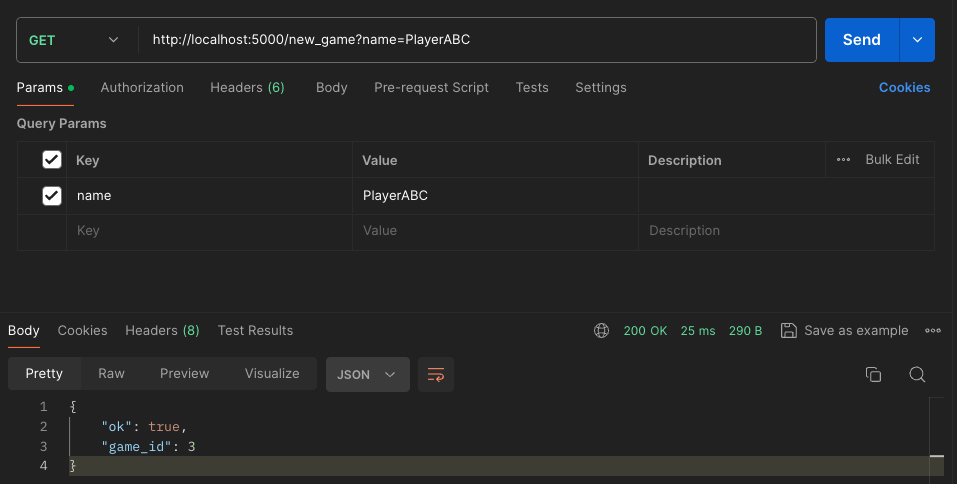 GET http://localhost:5000/new_game?name=PlayerABC Send
Params Authorization Headers (6) Body Pre-request Script Tests Settings Cookies
Query Params
Key Value Description ••• Bulk Edit
name PlayerABC
Key Value Description
Body Cookies Headers (8) Test Results 200 OK 25 ms 290 B Save as example •••
Pretty Raw Preview Visualize JSON
1 {
2 "ok": true,
3 "game_id": 3
4 }